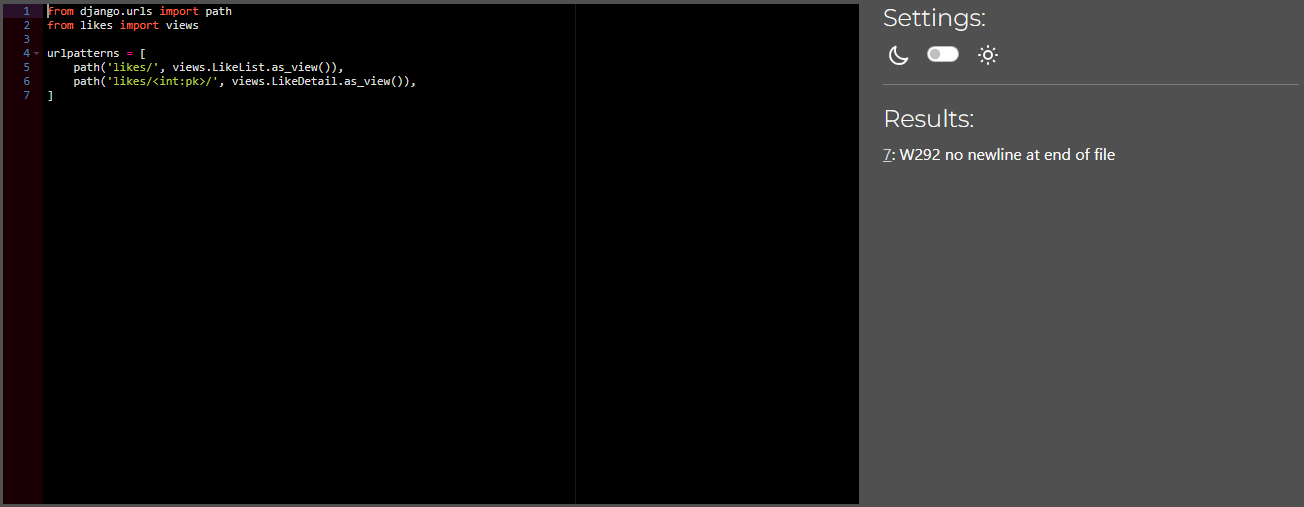 1 from django.urls import path
2 from likes import views
3
4 urlpatterns = [
5     path('likes/', views.LikeList.as_view()),
6     path('likes/<int:pk>/', views.LikeDetail.as_view()),
7 ]
Settings:
Results:
7: W292 no newline at end of file